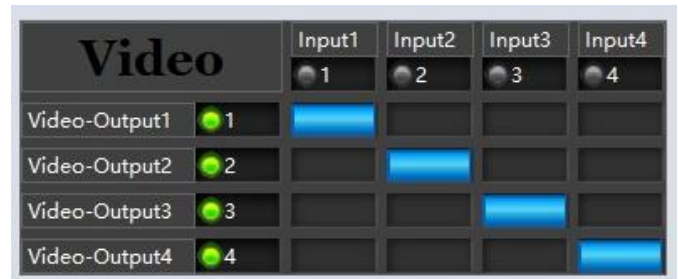 Video
Input1 Input2 Input3 Input4
1 2 3 4
Video-Output1 1
Video-Output2 2
Video-Output3 3
Video-Output4 4